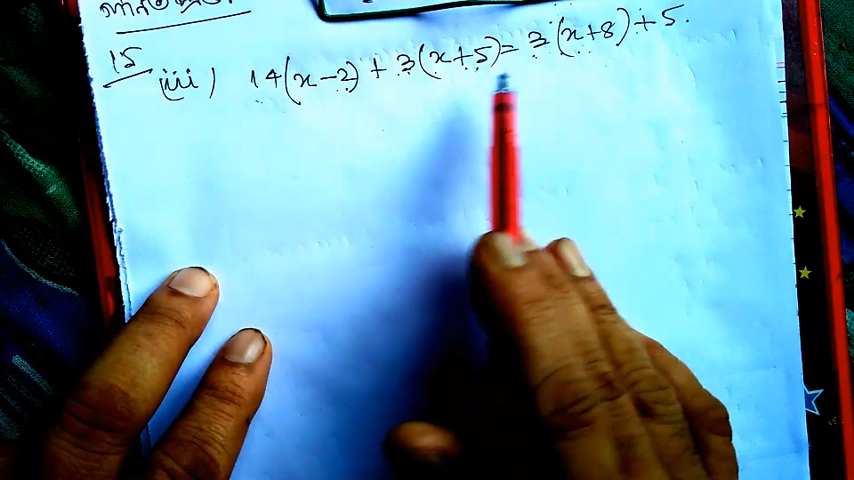 15
(iii) 14(x-2) + 3(x+5) = 3(x+8)+5.